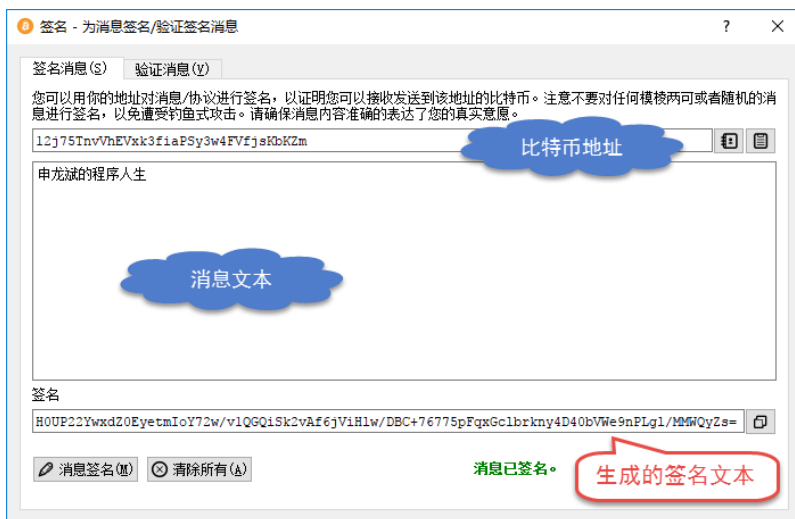 签名 - 为消息签名/验证签名消息
签名消息(S) 验证消息(V)
您可以用你的地址对消息/协议进行签名，以证明您可以接收发送到该地址的比特币。注意不要对任何模棱两可或者随机的消
息进行签名，以免遭受钓鱼式攻击。请确保消息内容准确的表达了您的真实意愿。
12j75TnvVhEVxk3fiaPSy3w4FVfjsKbKZm
比特币地址
申龙斌的程序人生
消息文本
签名
H0UP22YwxdZ0EyetmIoY72w/vlQGQiSk2vAf6jViHlw/DBC+76775pFqxGclbrkny4D40bVWe9nPLgl/MMWQyZs=
消息签名(M) 清除所有(A) 消息已签名。
生成的签名文本